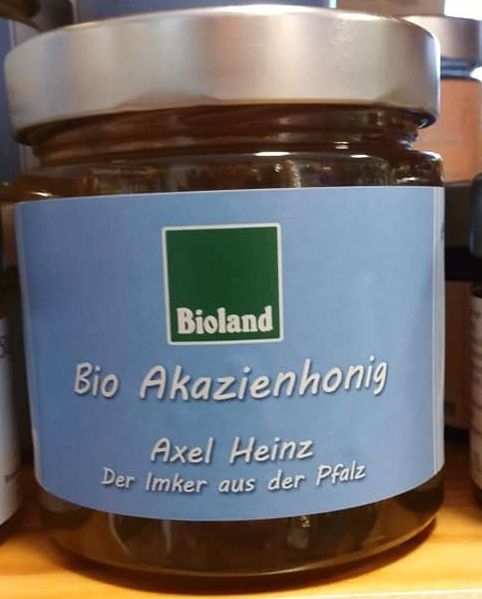 Bioland
Bio Akazienhonig
Axel Heinz
Der Imker aus der Pfalz